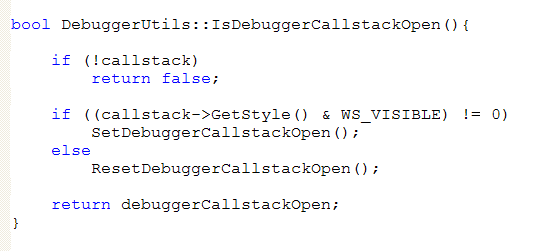 bool DebuggerUtils::IsDebuggerCallstackOpen(){
if (!callstack)
return false;
if ((callstack->GetStyle() & WS_VISIBLE) != 0)
SetDebuggerCallstackOpen();
else
ResetDebuggerCallstackOpen();
return debuggerCallstackOpen;
}